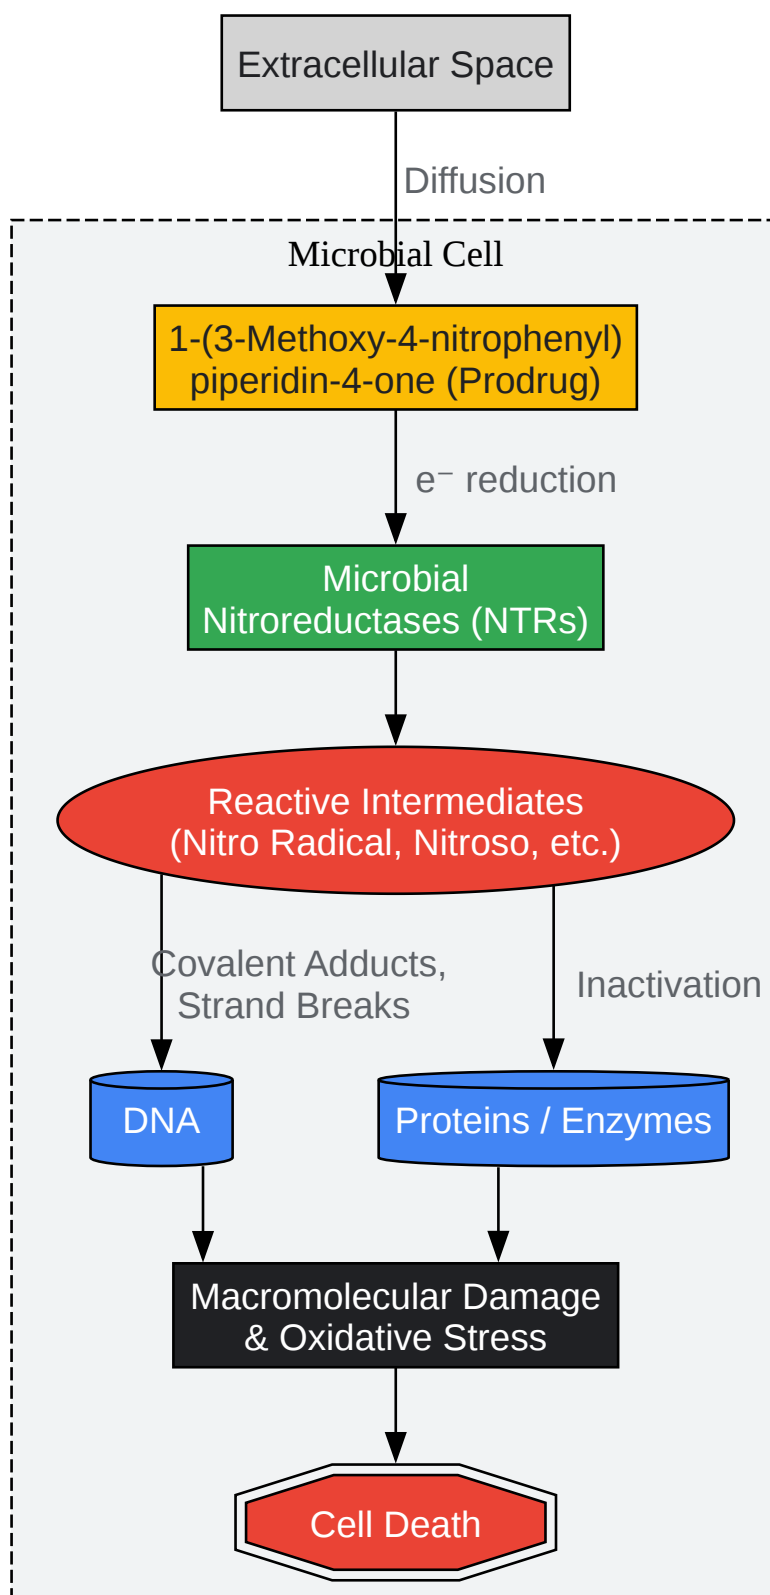 Extracellular Space
Diffusion
Microbial Cell
1-(3-Methoxy-4-nitrophenyl)
piperidin-4-one (Prodrug)
e⁻ reduction
Microbial
Nitroreductases (NTRs)
Reactive Intermediates
(Nitro Radical, Nitroso, etc.)
Covalent Adducts,
Strand Breaks
Inactivation
DNA
Proteins / Enzymes
Macromolecular Damage
& Oxidative Stress
Cell Death